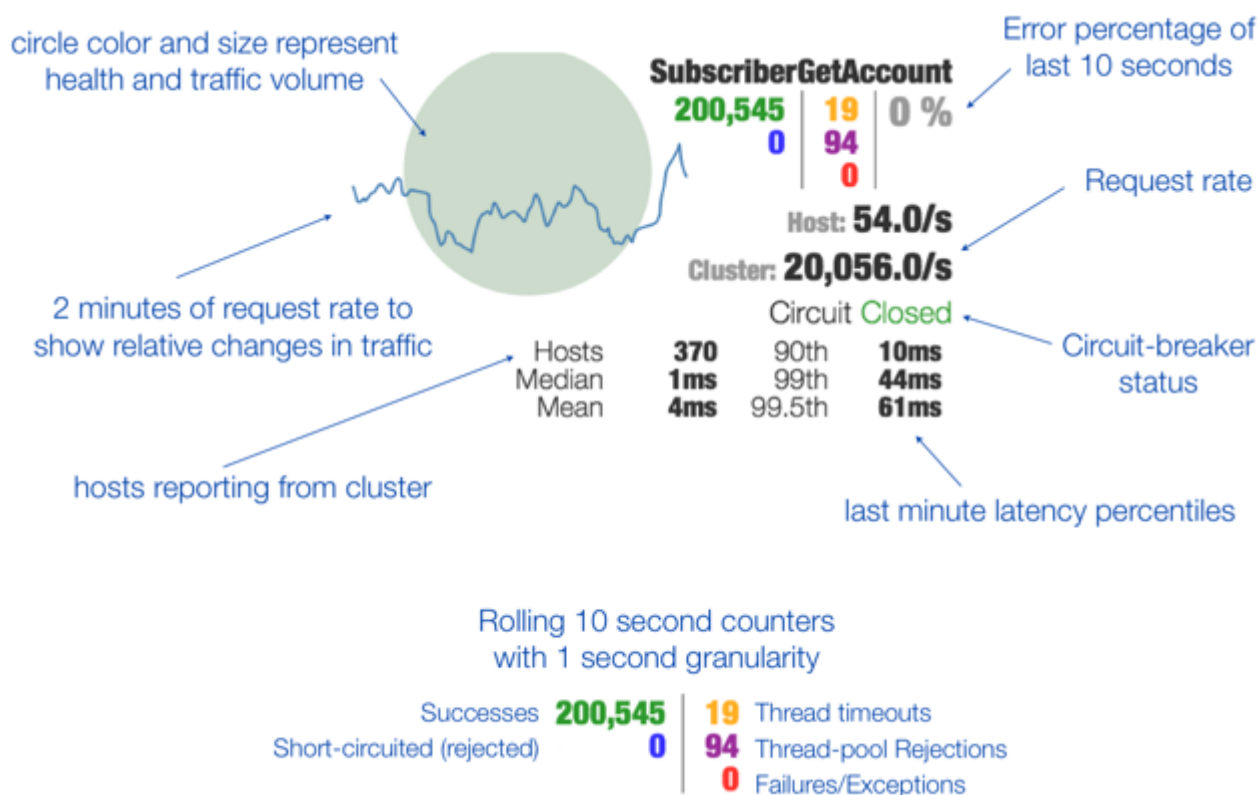 circle color and size represent
health and traffic volume
Error percentage of
last 10 seconds
SubscriberGetAccount
200,545 19 0 %
0 94
0
Request rate
Host: 54.0/s
Cluster: 20,056.0/s
2 minutes of request rate to
show relative changes in traffic
Circuit Closed
Circuit-breaker
status
Hosts 370 90th 10ms
Median 1ms 99th 44ms
Mean 4ms 99.5th 61ms
hosts reporting from cluster
last minute latency percentiles
Rolling 10 second counters
with 1 second granularity
Successes 200,545 19 Thread timeouts
Short-circuited (rejected) 0 94 Thread-pool Rejections
0 Failures/Exceptions